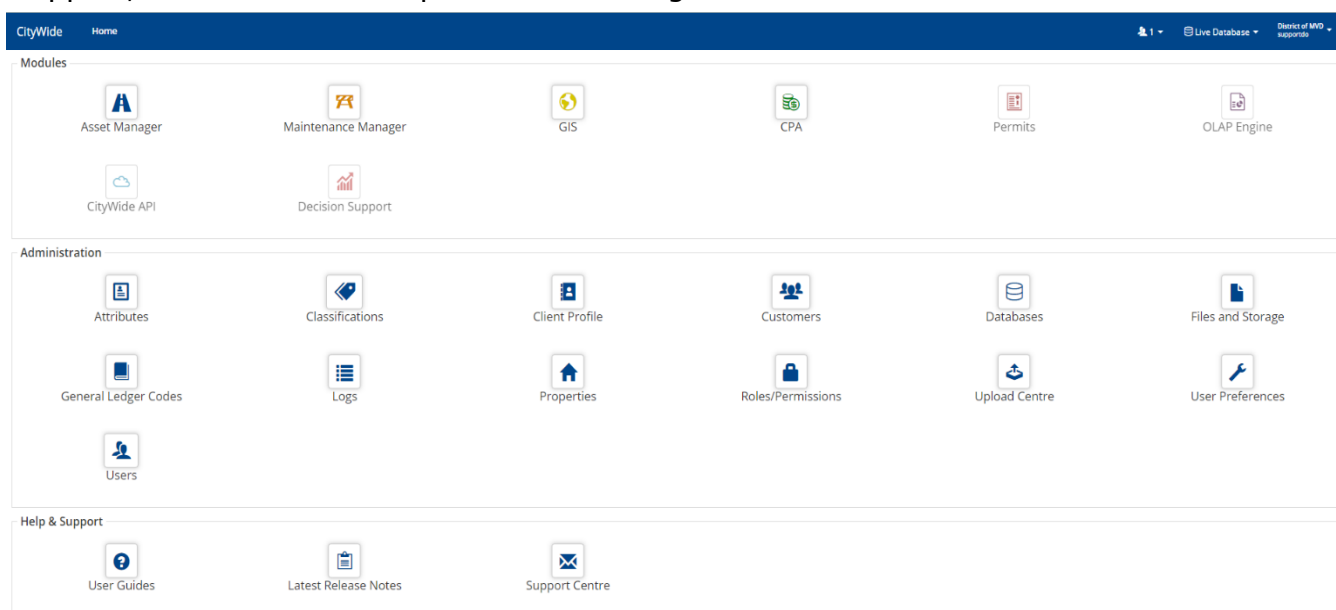 CityWide Home 1 Live Database District of MVD
supportdo
Modules
Asset Manager Maintenance Manager GIS CPA Permits OLAP Engine
CityWide API Decision Support
Administration
Attributes Classifications Client Profile Customers Databases Files and Storage
General Ledger Codes Logs Properties Roles/Permissions Upload Centre User Preferences
Users
Help & Support
User Guides Latest Release Notes Support Centre